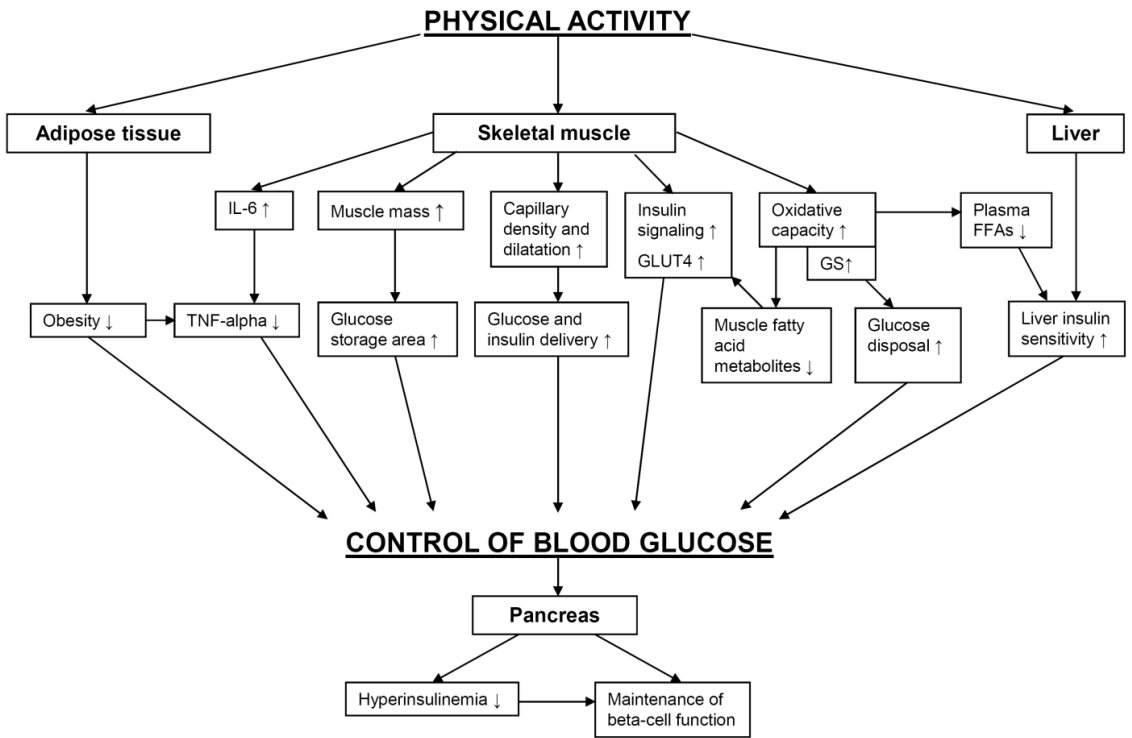 PHYSICAL ACTIVITY
Adipose tissue
Skeletal muscle
Liver
IL-6 ↑
Muscle mass ↑
Capillary
density and
dilatation ↑
Insulin
signaling ↑
GLUT4 ↑
Oxidative
capacity ↑
GS↑
Plasma
FFAs ↓
Obesity ↓
TNF-alpha ↓
Glucose
storage area ↑
Glucose and
insulin delivery ↑
Muscle fatty
acid
metabolites ↓
Glucose
disposal ↑
Liver insulin
sensitivity ↑
CONTROL OF BLOOD GLUCOSE
Pancreas
Hyperinsulinemia ↓
Maintenance of
beta-cell function